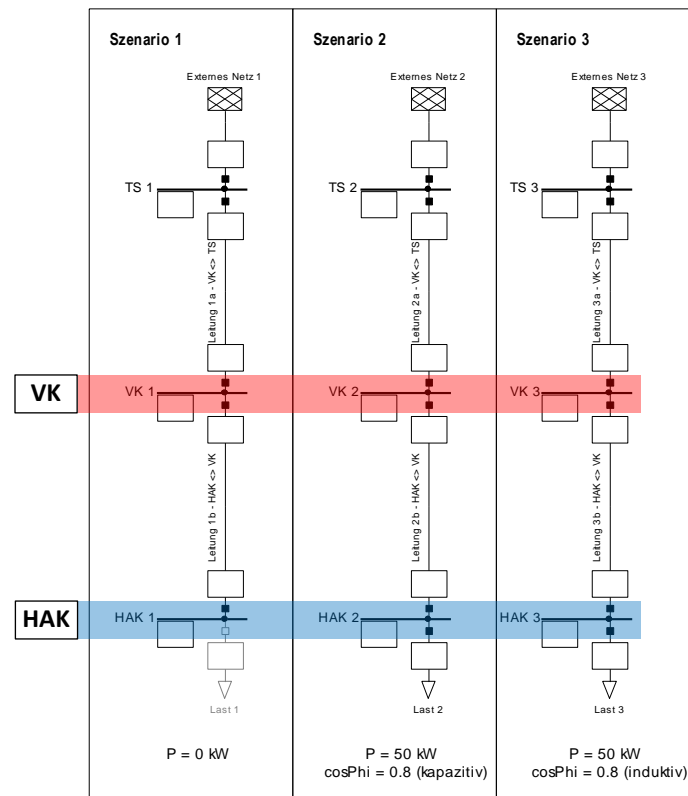 Szenario 1
Szenario 2
Szenario 3
Externes Netz 1
Externes Netz 2
Externes Netz 3
TS 1
TS 2
TS 3
Leitung 1a - VK <> TS
Leitung 2a - VK <> TS
Leitung 3a - VK <> TS
VK
VK 1
VK 2
VK 3
Leitung 1b - HAK <> VK
Leitung 2b - HAK <> VK
Leitung 3b - HAK <> VK
HAK
HAK 1
HAK 2
HAK 3
Last 1
Last 2
Last 3
P = 0 kW
P = 50 kW
cosPhi = 0.8 (kapazitiv)
P = 50 kW
cosPhi = 0.8 (induktiv)